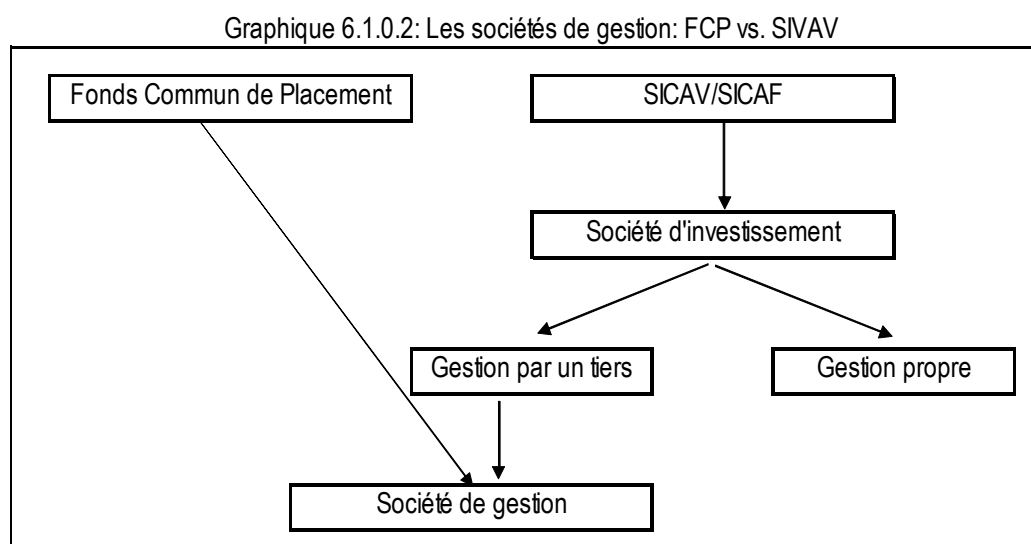 Graphique 6.1.0.2: Les sociétés de gestion: FCP vs. SIVAV
Fonds Commun de Placement
SICAV/SICAF
Société d'investissement
Gestion par un tiers
Gestion propre
Société de gestion